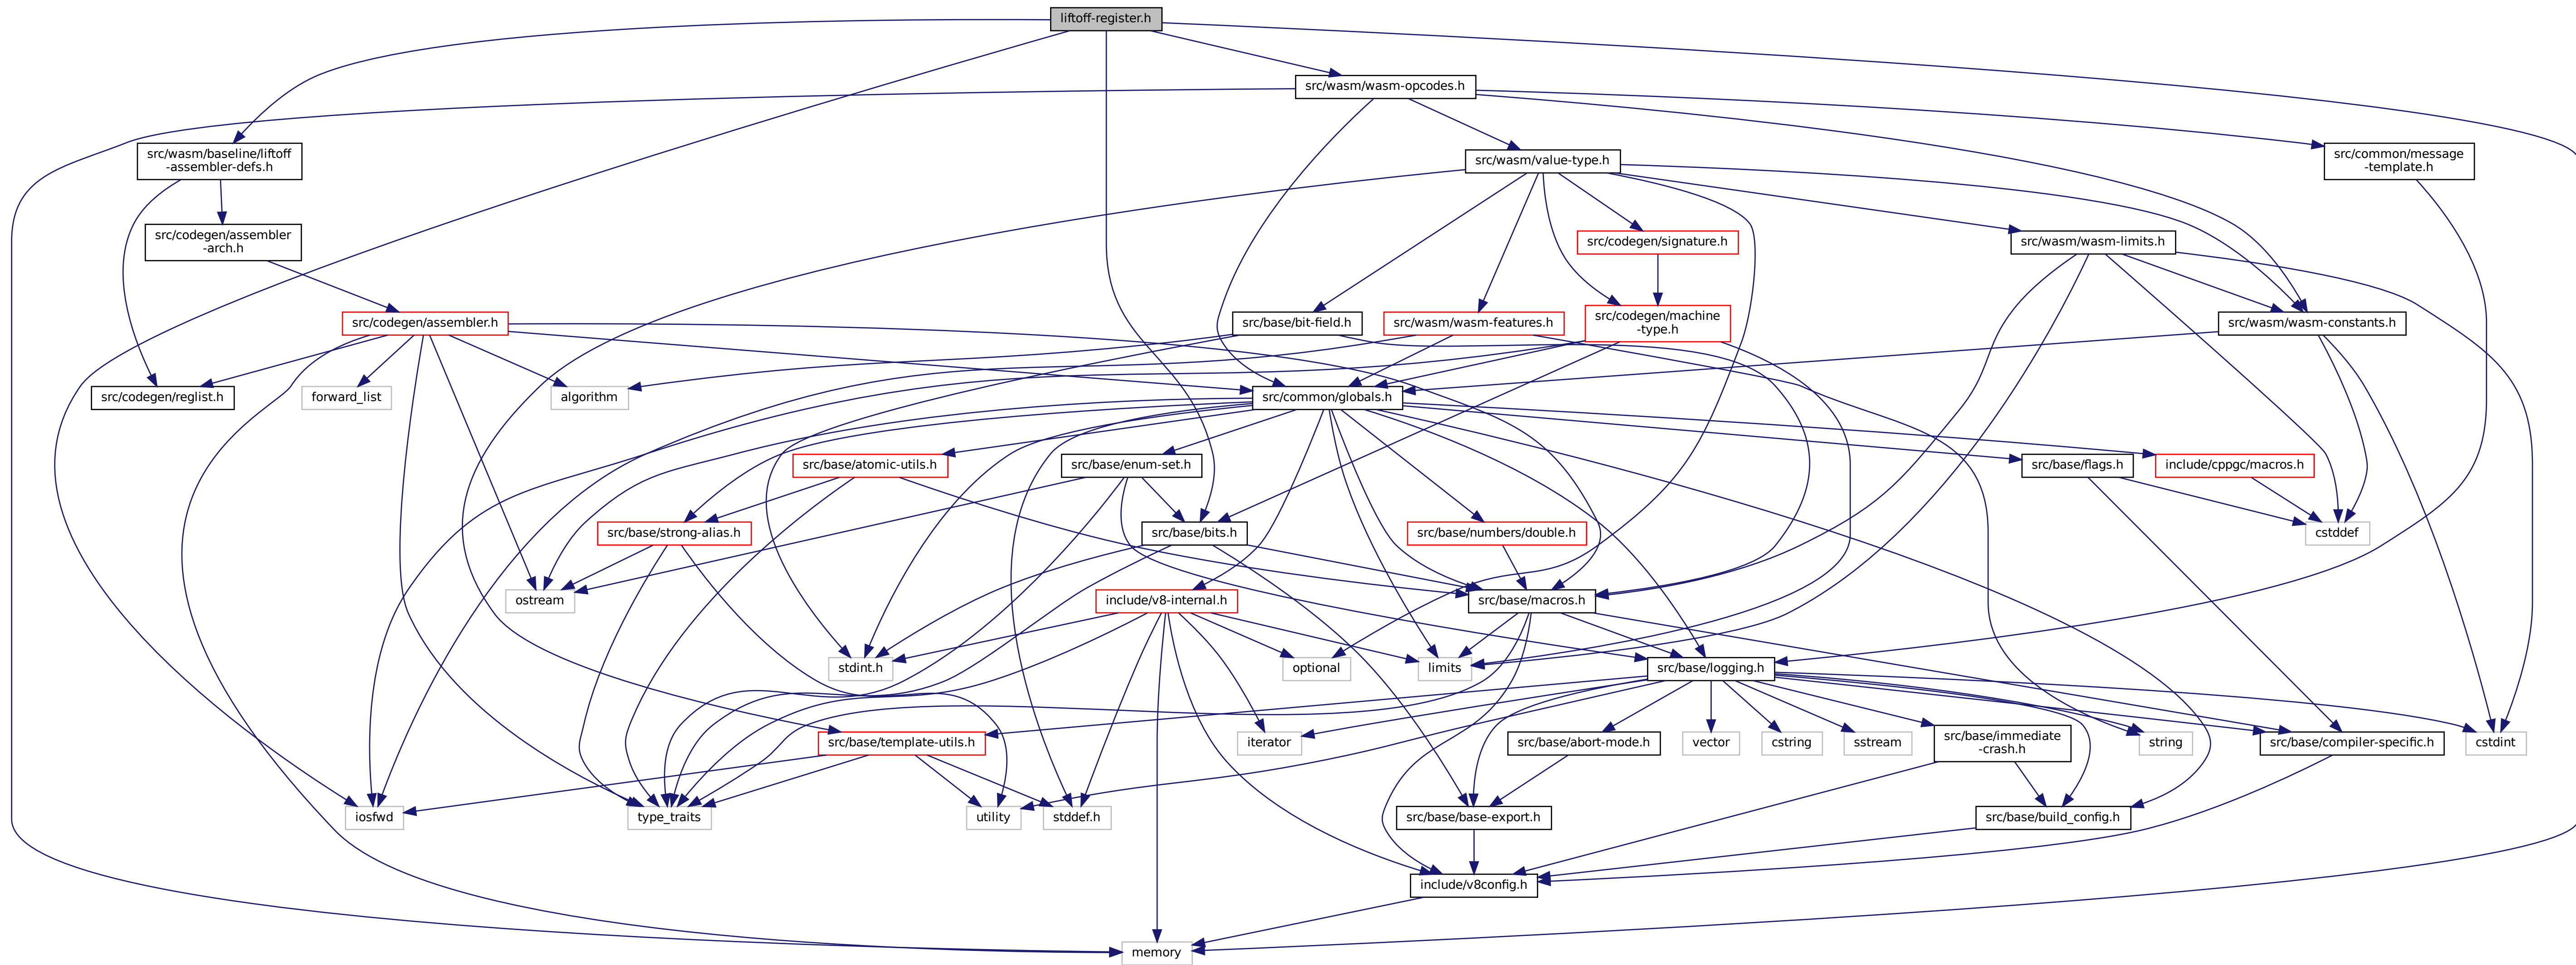 liftoff-register.h
src/wasm/wasm-opcodes.h
src/wasm/baseline/liftoff
-assembler-defs.h
src/wasm/value-type.h
src/common/message
-template.h
src/codegen/assembler
-arch.h
src/codegen/signature.h
src/wasm/wasm-limits.h
src/codegen/assembler.h
src/base/bit-field.h
src/wasm/wasm-features.h
src/codegen/machine
-type.h
src/wasm/wasm-constants.h
src/codegen/reglist.h
forward_list
algorithm
src/common/globals.h
src/base/atomic-utils.h
src/base/enum-set.h
src/base/flags.h
include/cppgc/macros.h
src/base/strong-alias.h
src/base/bits.h
src/base/numbers/double.h
cstddef
ostream
include/v8-internal.h
src/base/macros.h
stdint.h
optional
limits
src/base/logging.h
src/base/template-utils.h
iterator
src/base/abort-mode.h
vector
cstring
sstream
src/base/immediate
-crash.h
string
src/base/compiler-specific.h
cstdint
iosfwd
type_traits
utility
stddef.h
src/base/base-export.h
src/base/build_config.h
include/v8config.h
memory